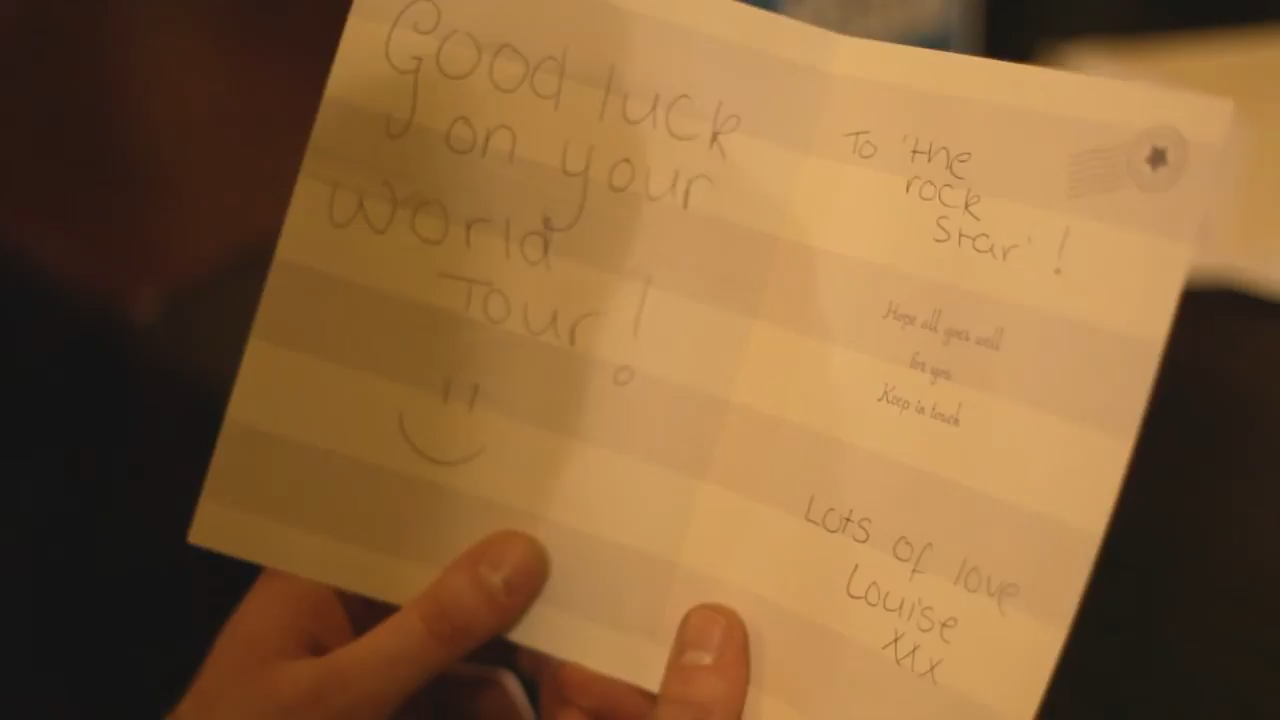 Good luck
on your
World
Tour!
To 'the
rock
Star'!
Hope all goes well
for you
Keep in touch
Lots of love
Louise
xxx